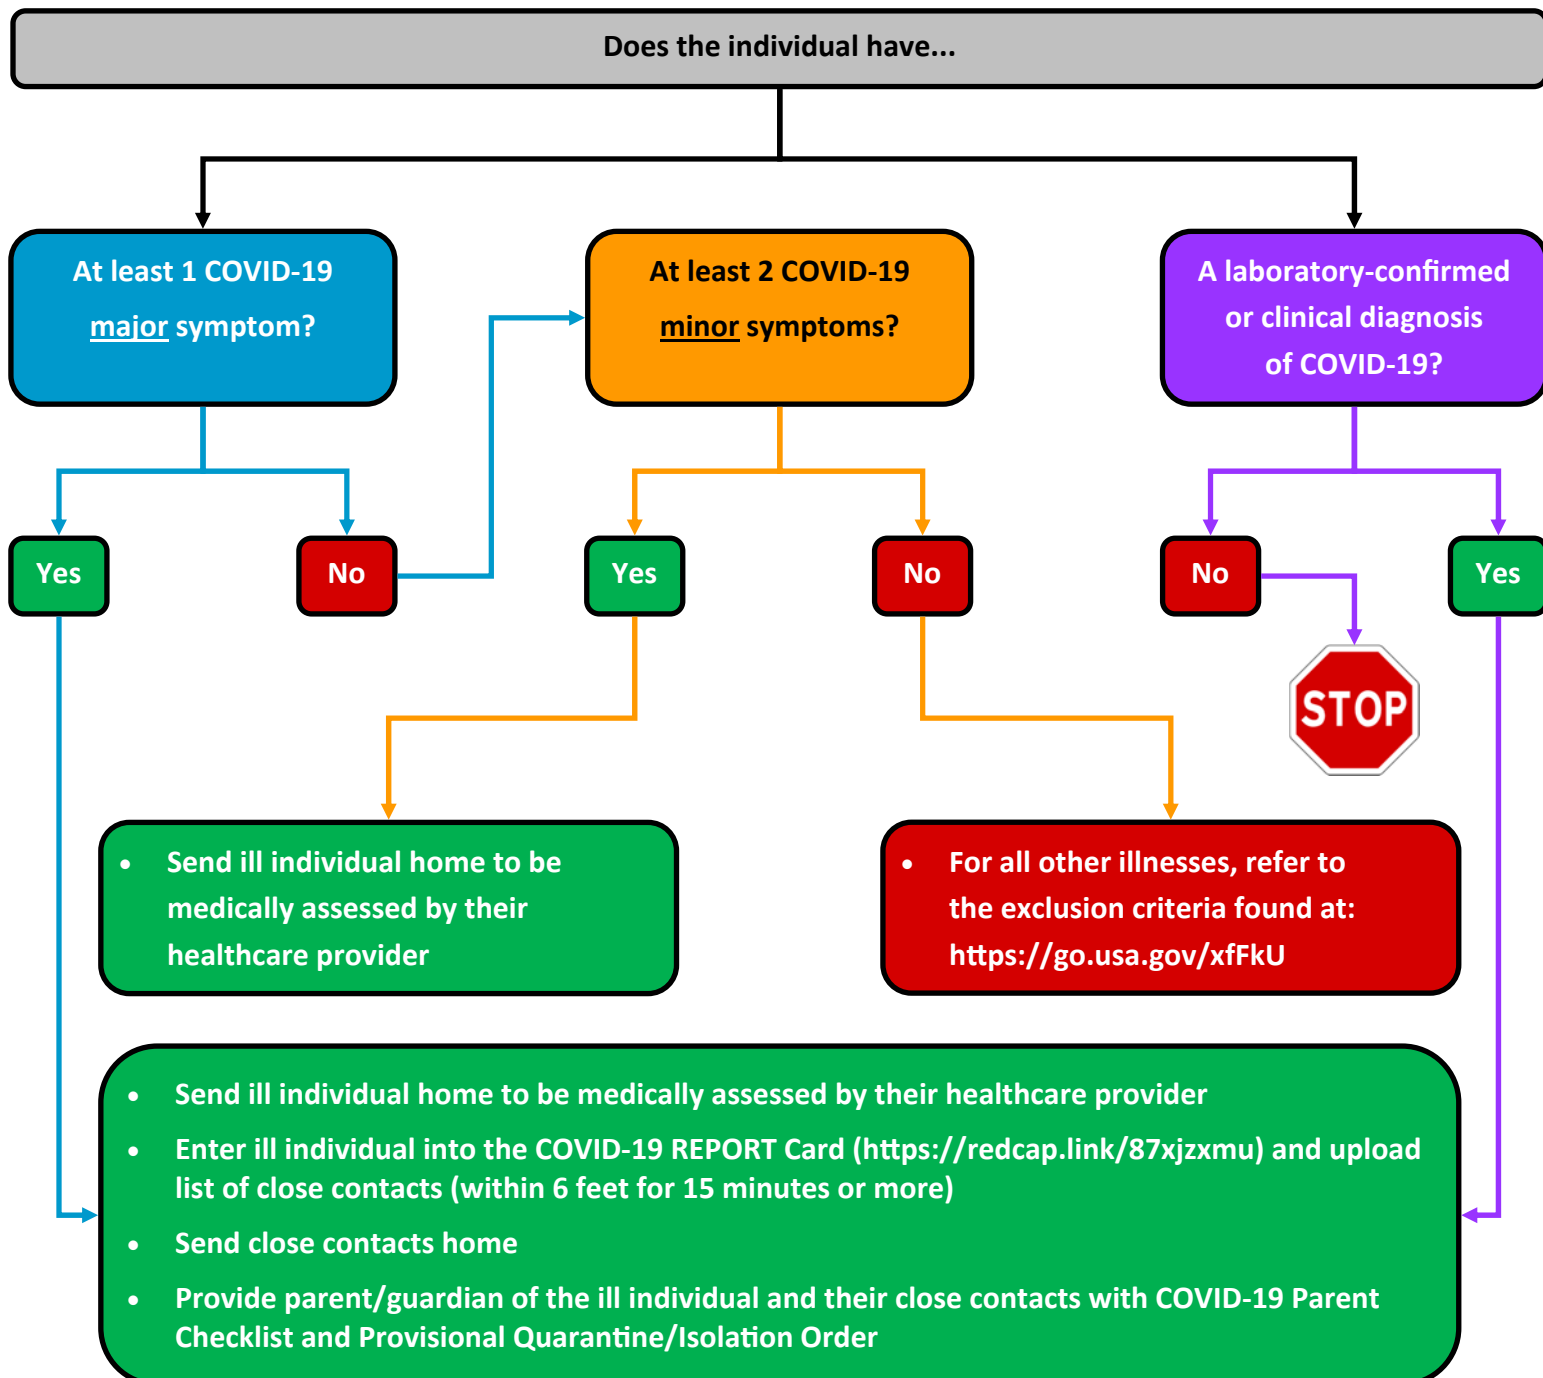 Does the individual have...
At least 1 COVID-19
major symptom?
At least 2 COVID-19
minor symptoms?
A laboratory-confirmed
or clinical diagnosis
of COVID-19?
Yes
No
Yes
No
No
Yes
STOP
• Send ill individual home to be
medically assessed by their
healthcare provider
• For all other illnesses, refer to
the exclusion criteria found at:
https://go.usa.gov/xfFkU
• Send ill individual home to be medically assessed by their healthcare provider
• Enter ill individual into the COVID-19 REPORT Card (https://redcap.link/87xjzxmu) and upload
list of close contacts (within 6 feet for 15 minutes or more)
• Send close contacts home
• Provide parent/guardian of the ill individual and their close contacts with COVID-19 Parent
Checklist and Provisional Quarantine/Isolation Order